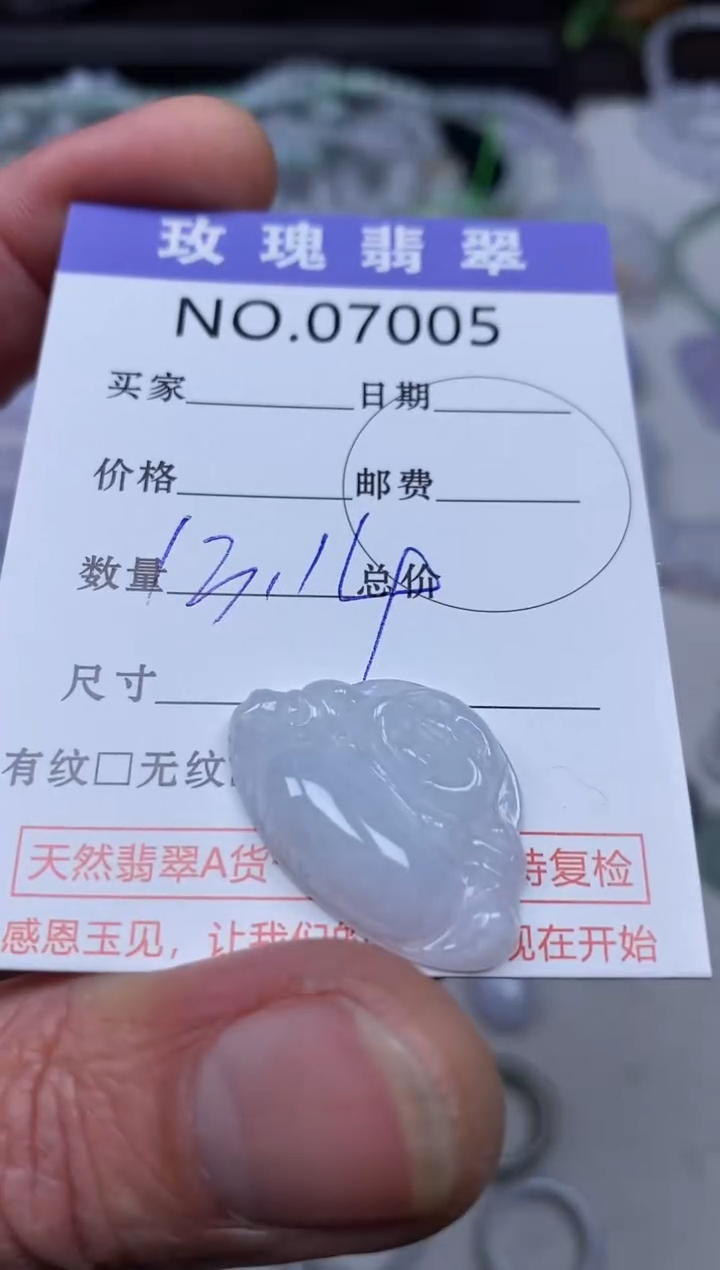 玫瑰翡翠
NO.07005
买家 日期
价格 邮费
数量 总价
尺寸
有纹□无纹
天然翡翠A货 持复检
感恩玉见，让我们的 现在开始